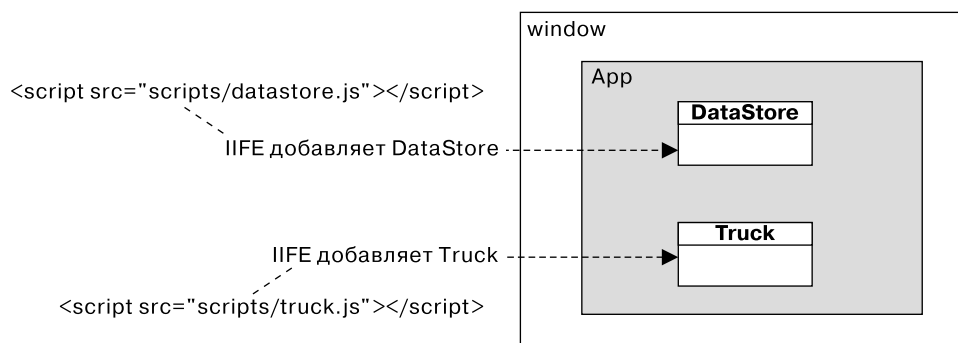 window
App
<script src="scripts/datastore.js"></script>
DataStore
IIFE добавляет DataStore
Truck
IIFE добавляет Truck
<script src="scripts/truck.js"></script>